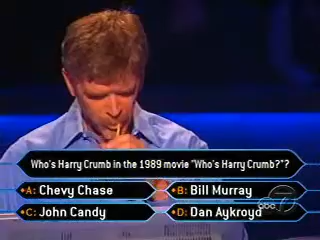 Who's Harry Crumb in the 1989 movie "Who's Harry Crumb?"?
A: Chevy Chase
B: Bill Murray
C: John Candy
D: Dan Aykroyd
abc 7